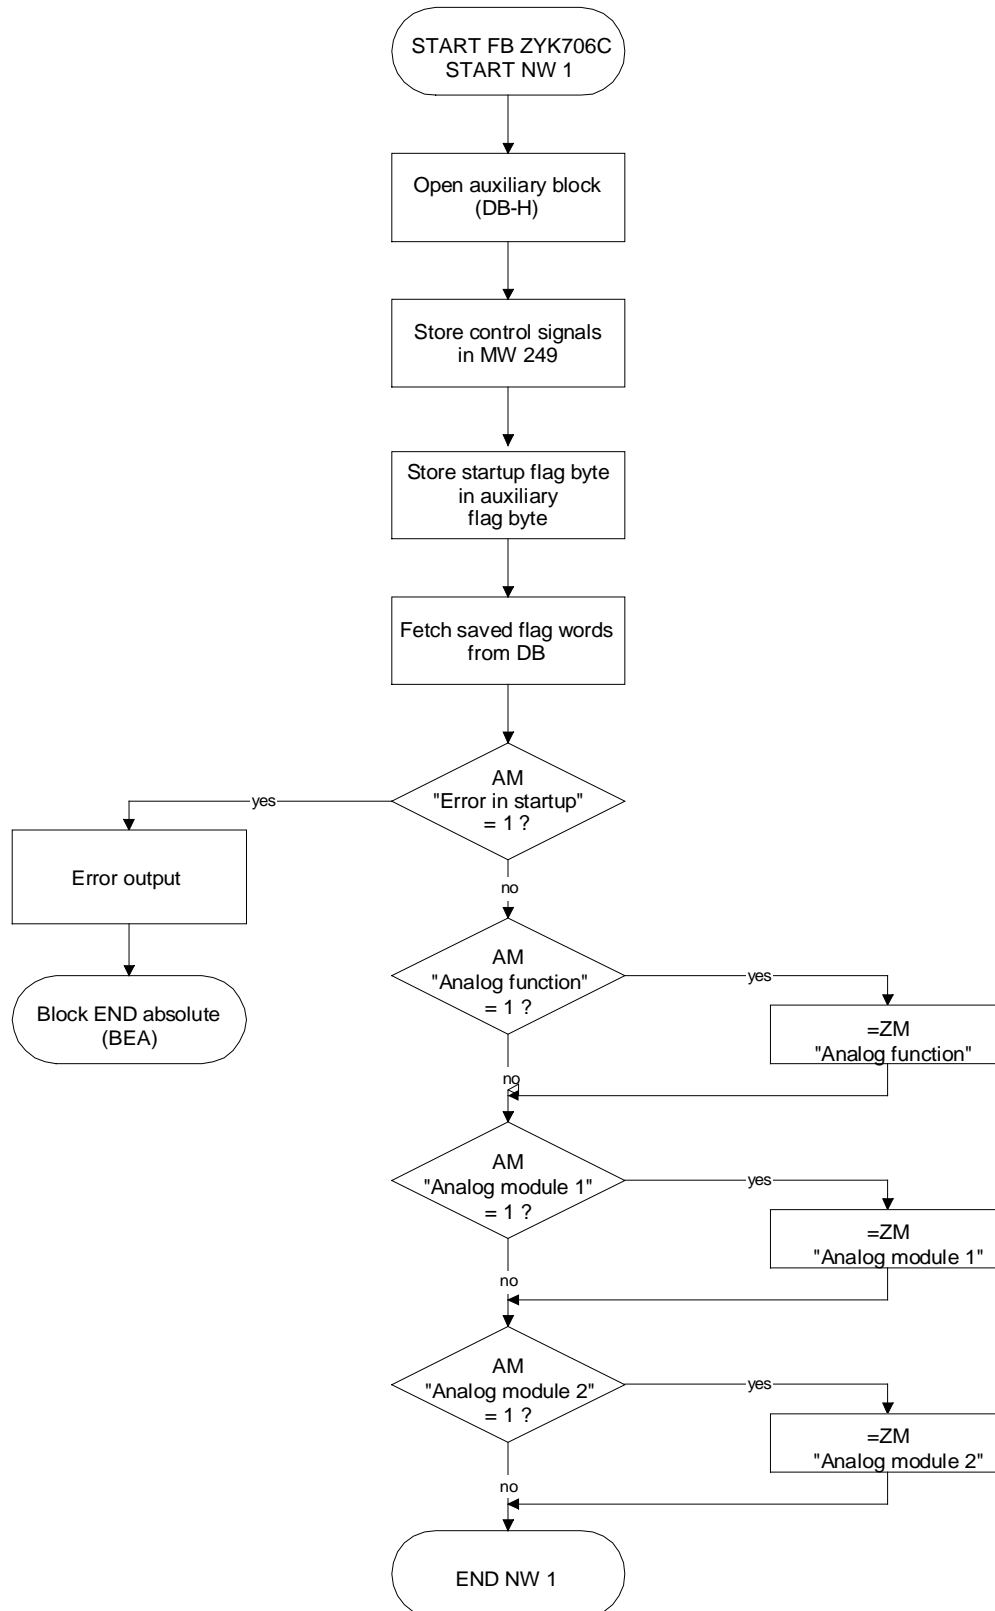 START FB ZYK706C
START NW 1
Open auxiliary block
(DB-H)
Store control signals
in MW 249
Store startup flag byte
in auxiliary
flag byte
Fetch saved flag words
from DB
AM
"Error in startup"
= 1 ?
yes
Error output
Block END absolute
(BEA)
no
AM
"Analog function"
= 1 ?
yes
=ZM
"Analog function"
no
AM
"Analog module 1"
= 1 ?
yes
=ZM
"Analog module 1"
no
AM
"Analog module 2"
= 1 ?
yes
=ZM
"Analog module 2"
no
END NW 1